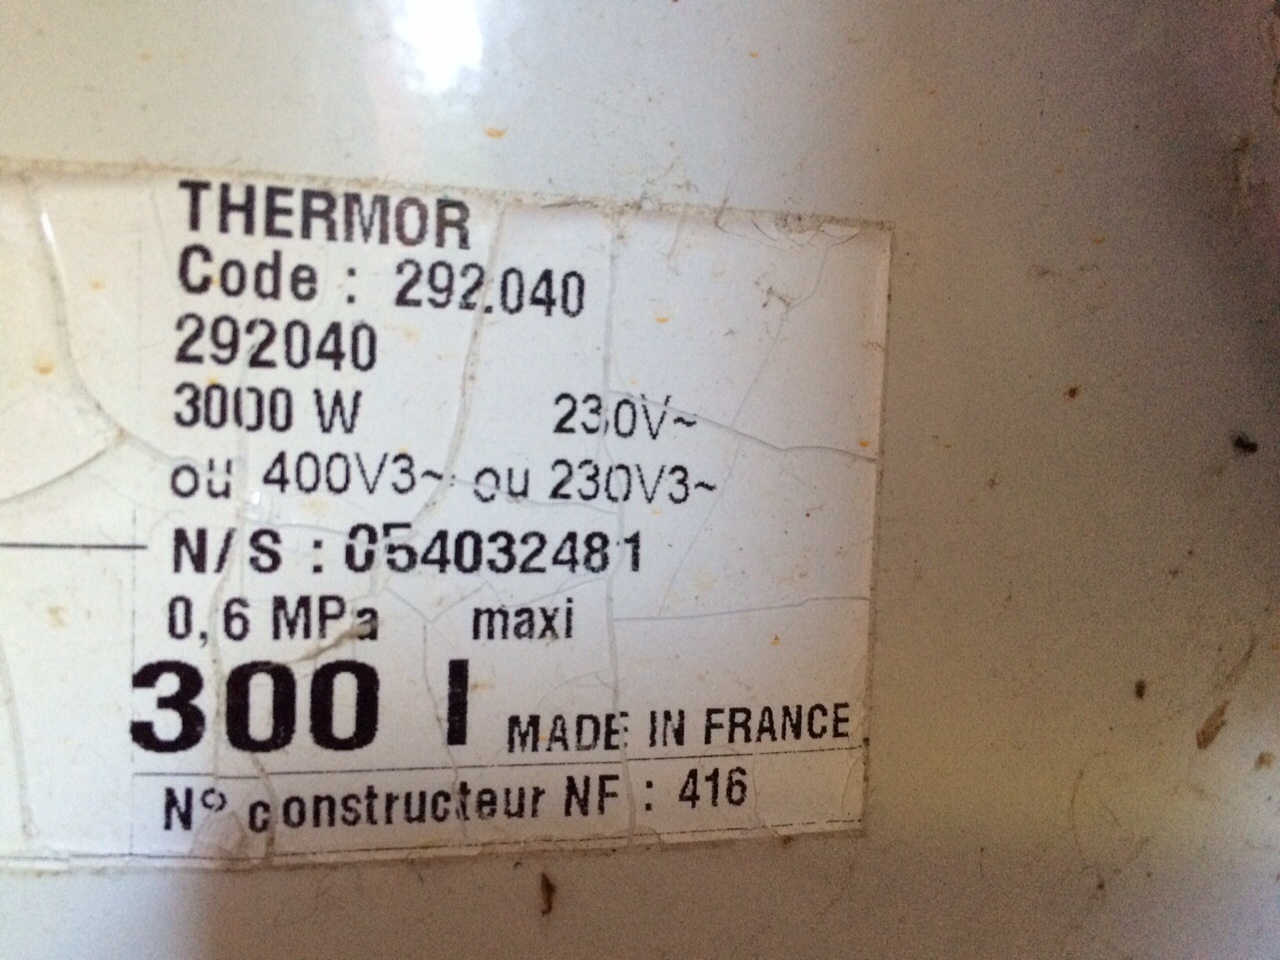 THERMOR
Code : 292.040
292040
3000 W 230V~
ou 400V3~ ou 230V3~
N/S : 054032481
0,6 MPa maxi
300 l MADE IN FRANCE
N° constructeur NF : 416